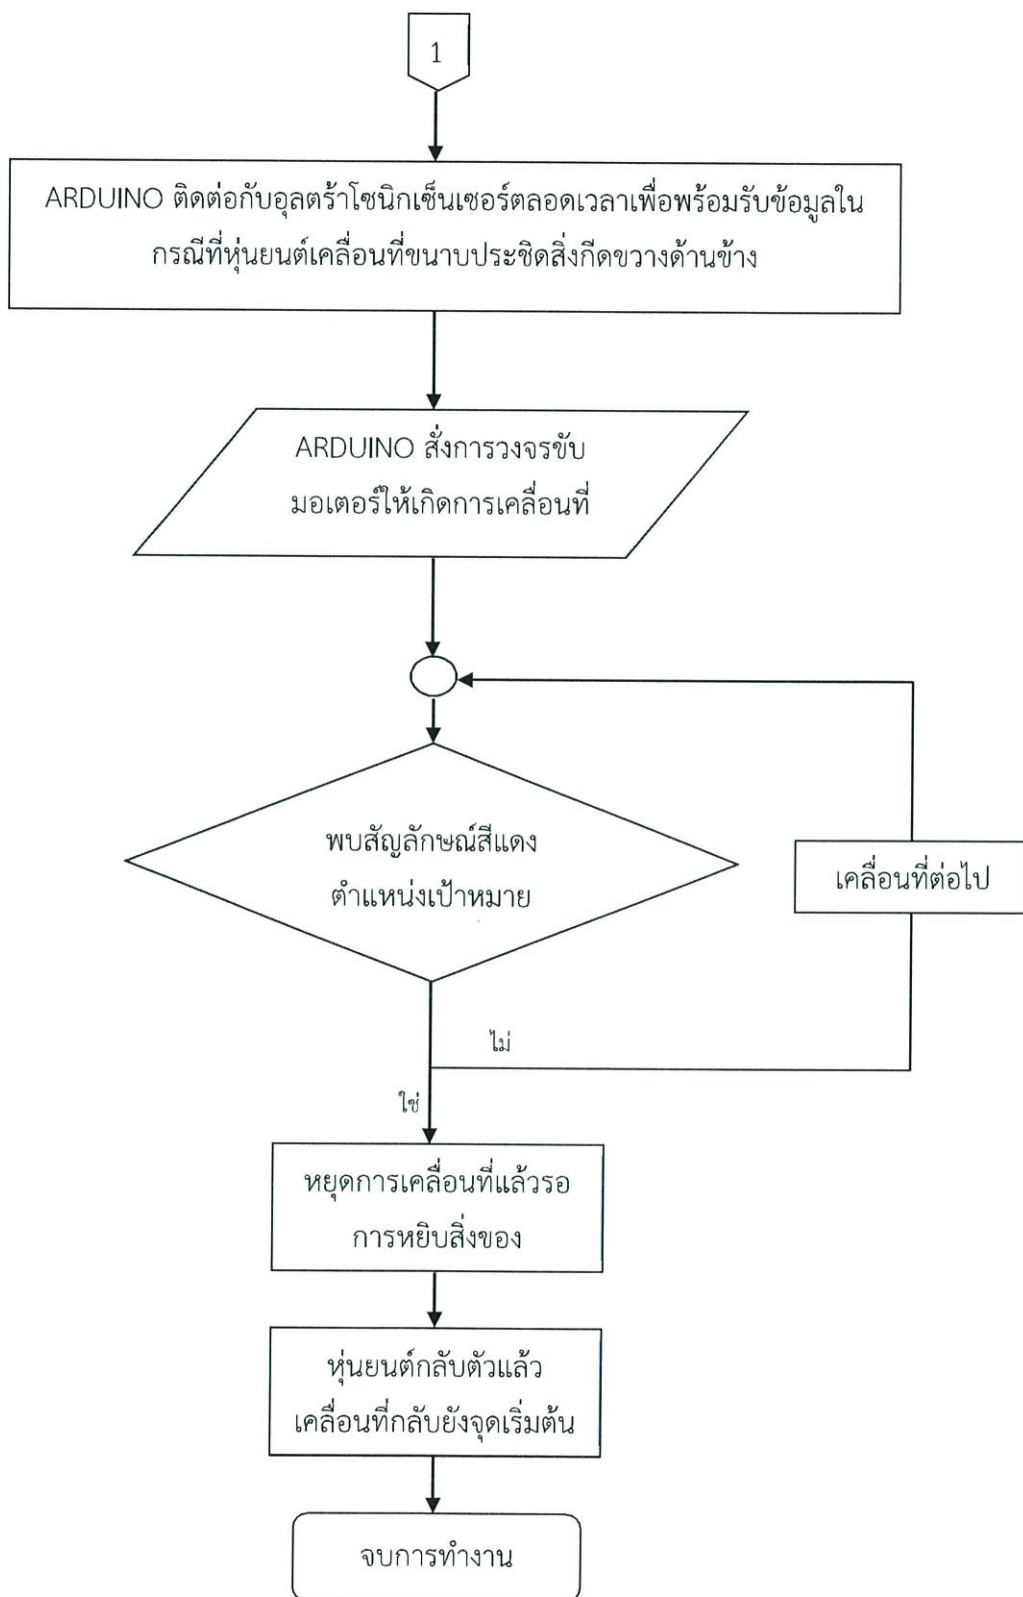 1
ARDUINO ติดต่อกับอุลตร้าโซนิกเซ็นเซอร์ตลอดเวลาเพื่อพร้อมรับข้อมูลใน
กรณีที่หุ่นยนต์เคลื่อนที่ขนาบประชิดสิ่งกีดขวางด้านข้าง
ARDUINO สั่งการวงจรขับ
มอเตอร์ให้เกิดการเคลื่อนที่
พบสัญลักษณ์สีแดง
ตำแหน่งเป้าหมาย
เคลื่อนที่ต่อไป
ไม่
ใช่
หยุดการเคลื่อนที่แล้วรอ
การหยิบสิ่งของ
หุ่นยนต์กลับตัวแล้ว
เคลื่อนที่กลับยังจุดเริ่มต้น
จบการทำงาน